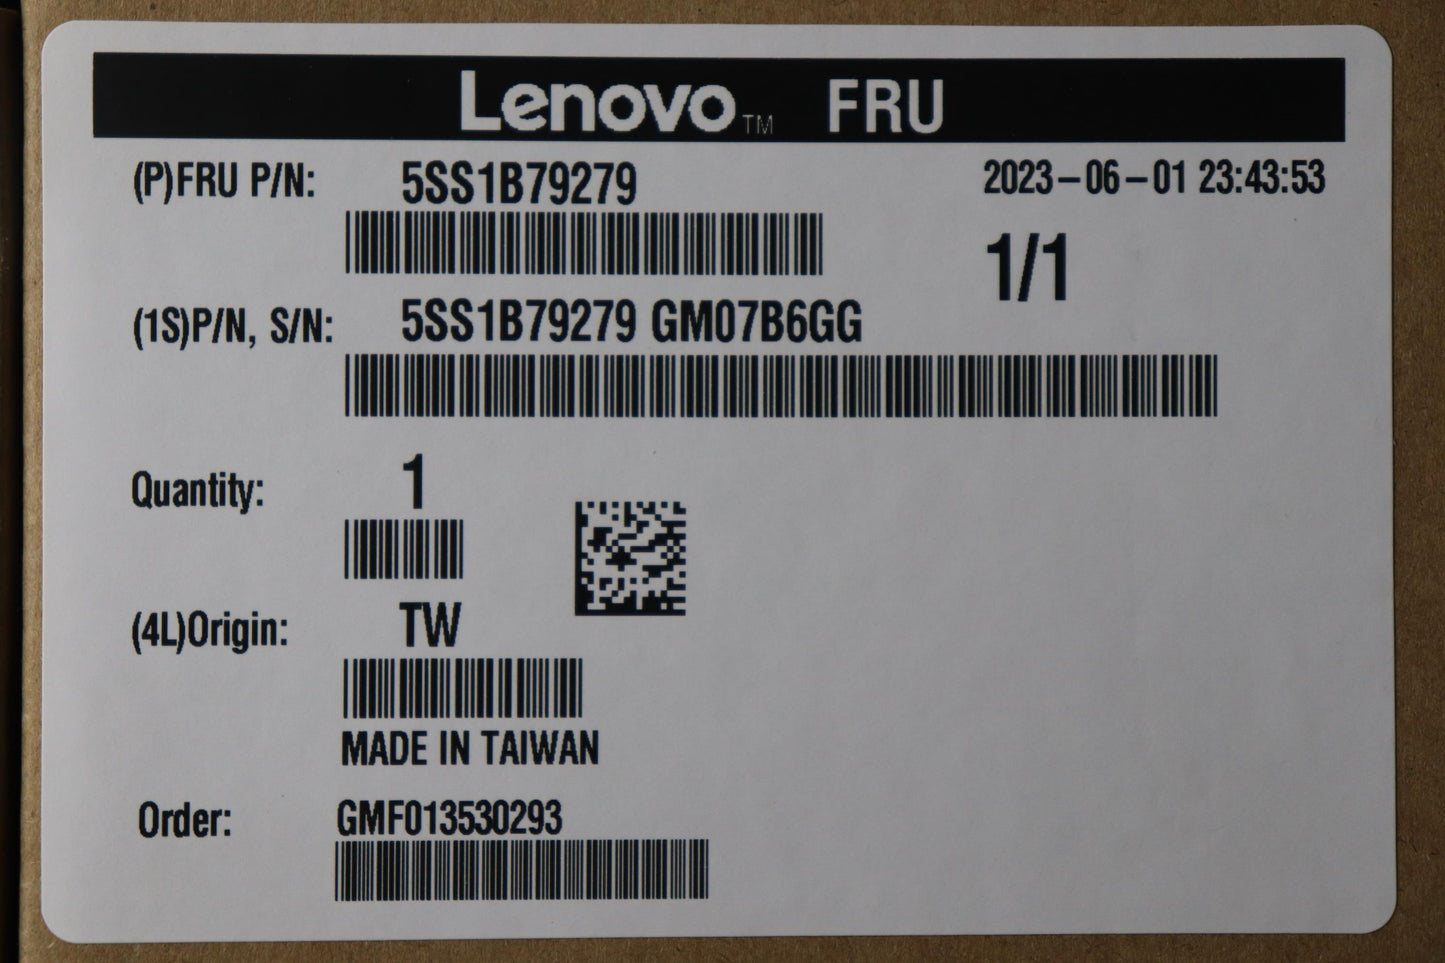 Lenovo™ FRU
(P)FRU P/N: 5SS1B79279 2023-06-01 23:43:53
1/1
(1S)P/N, S/N: 5SS1B79279 GM07B6GG
Quantity: 1
(4L)Origin: TW
MADE IN TAIWAN
Order: GMF013530293